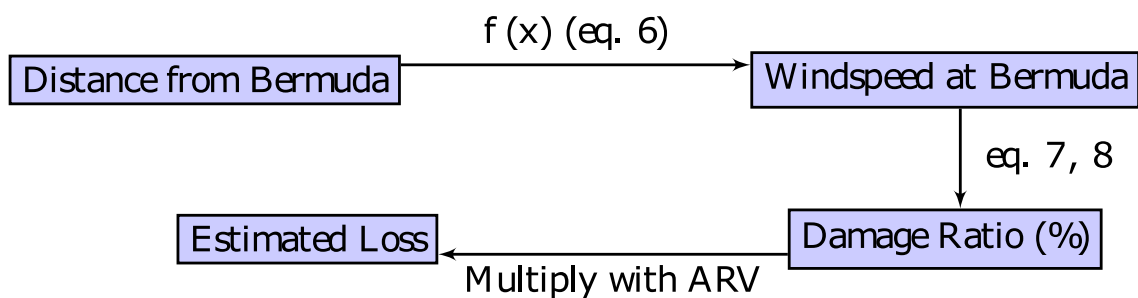 f (x) (eq. 6)
Distance from Bermuda
Windspeed at Bermuda
eq. 7, 8
Damage Ratio (%)
Estimated Loss
Multiply with ARV